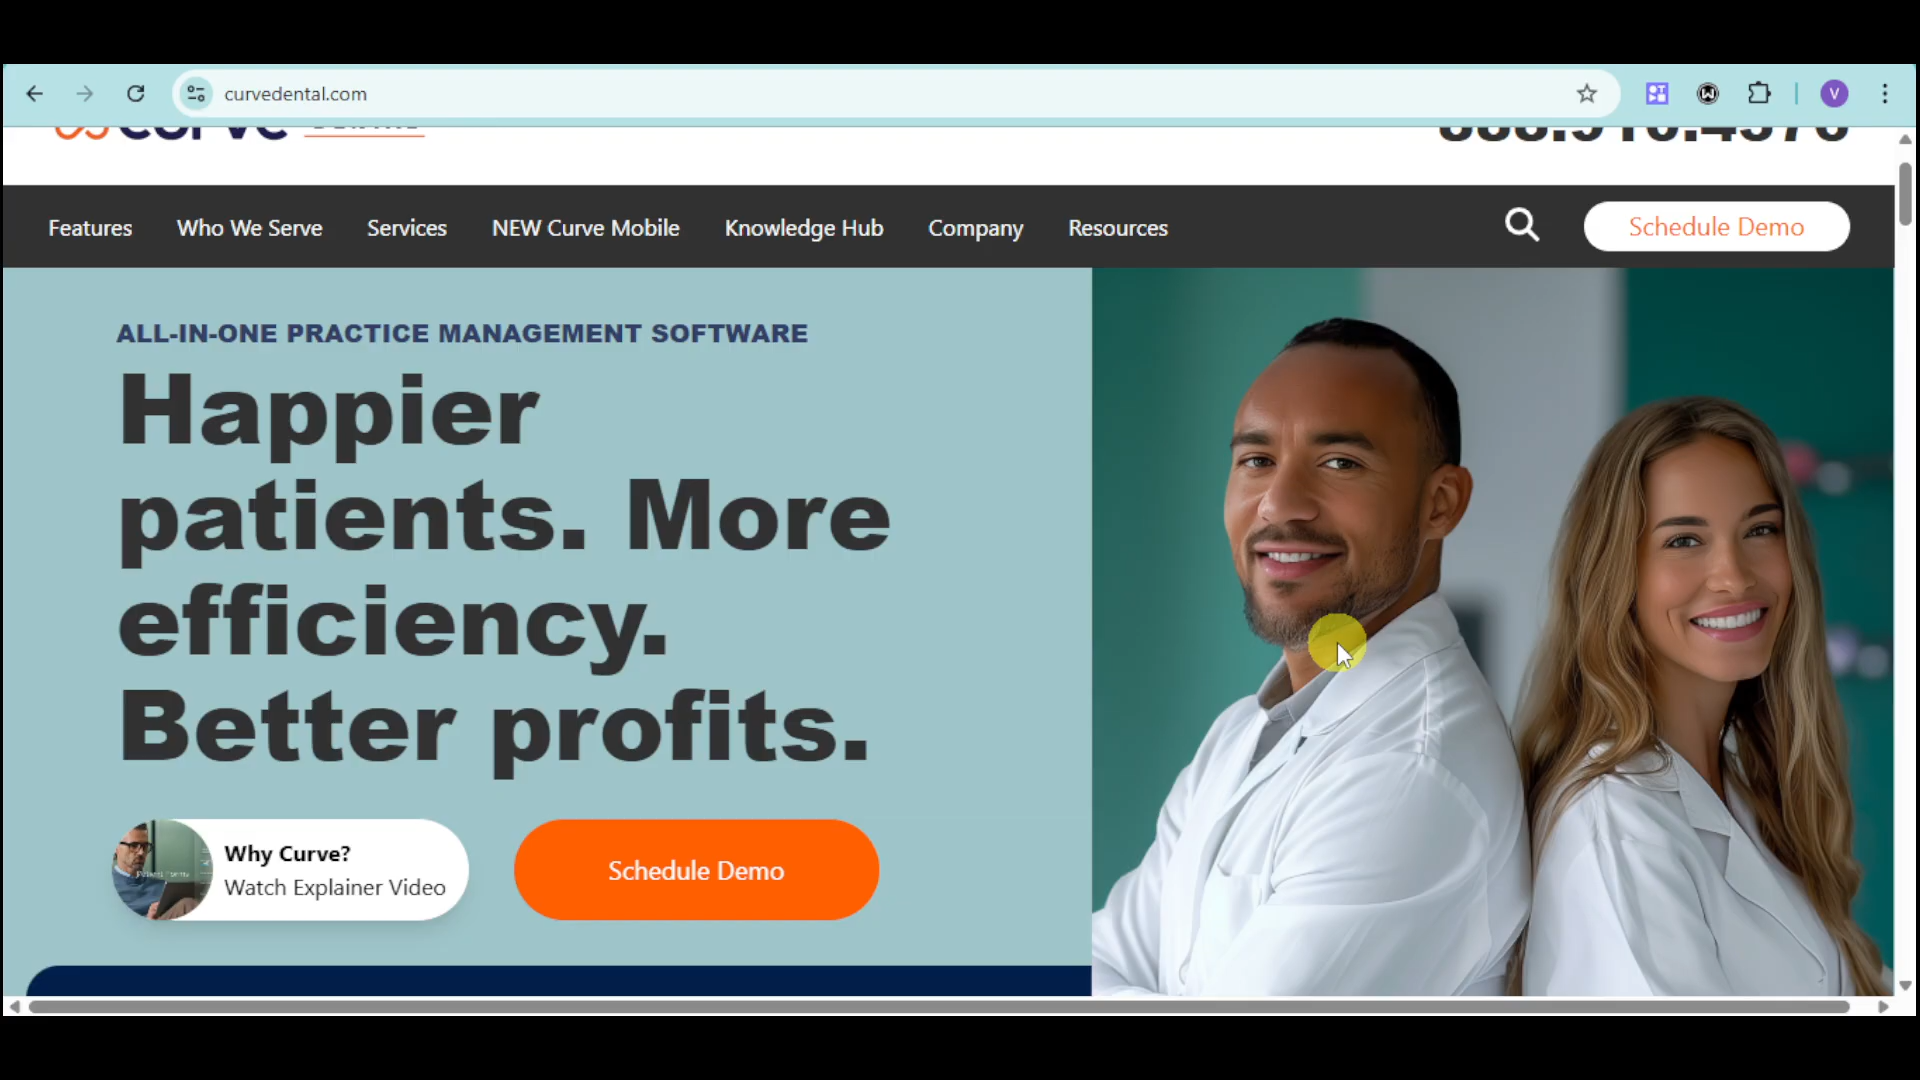 curvedental.com
V
curve
Features Who We Serve Services NEW Curve Mobile Knowledge Hub Company Resources Schedule Demo
ALL-IN-ONE PRACTICE MANAGEMENT SOFTWARE
Happier
patients. More
efficiency.
Better profits.
Why Curve?
Watch Explainer Video
Schedule Demo